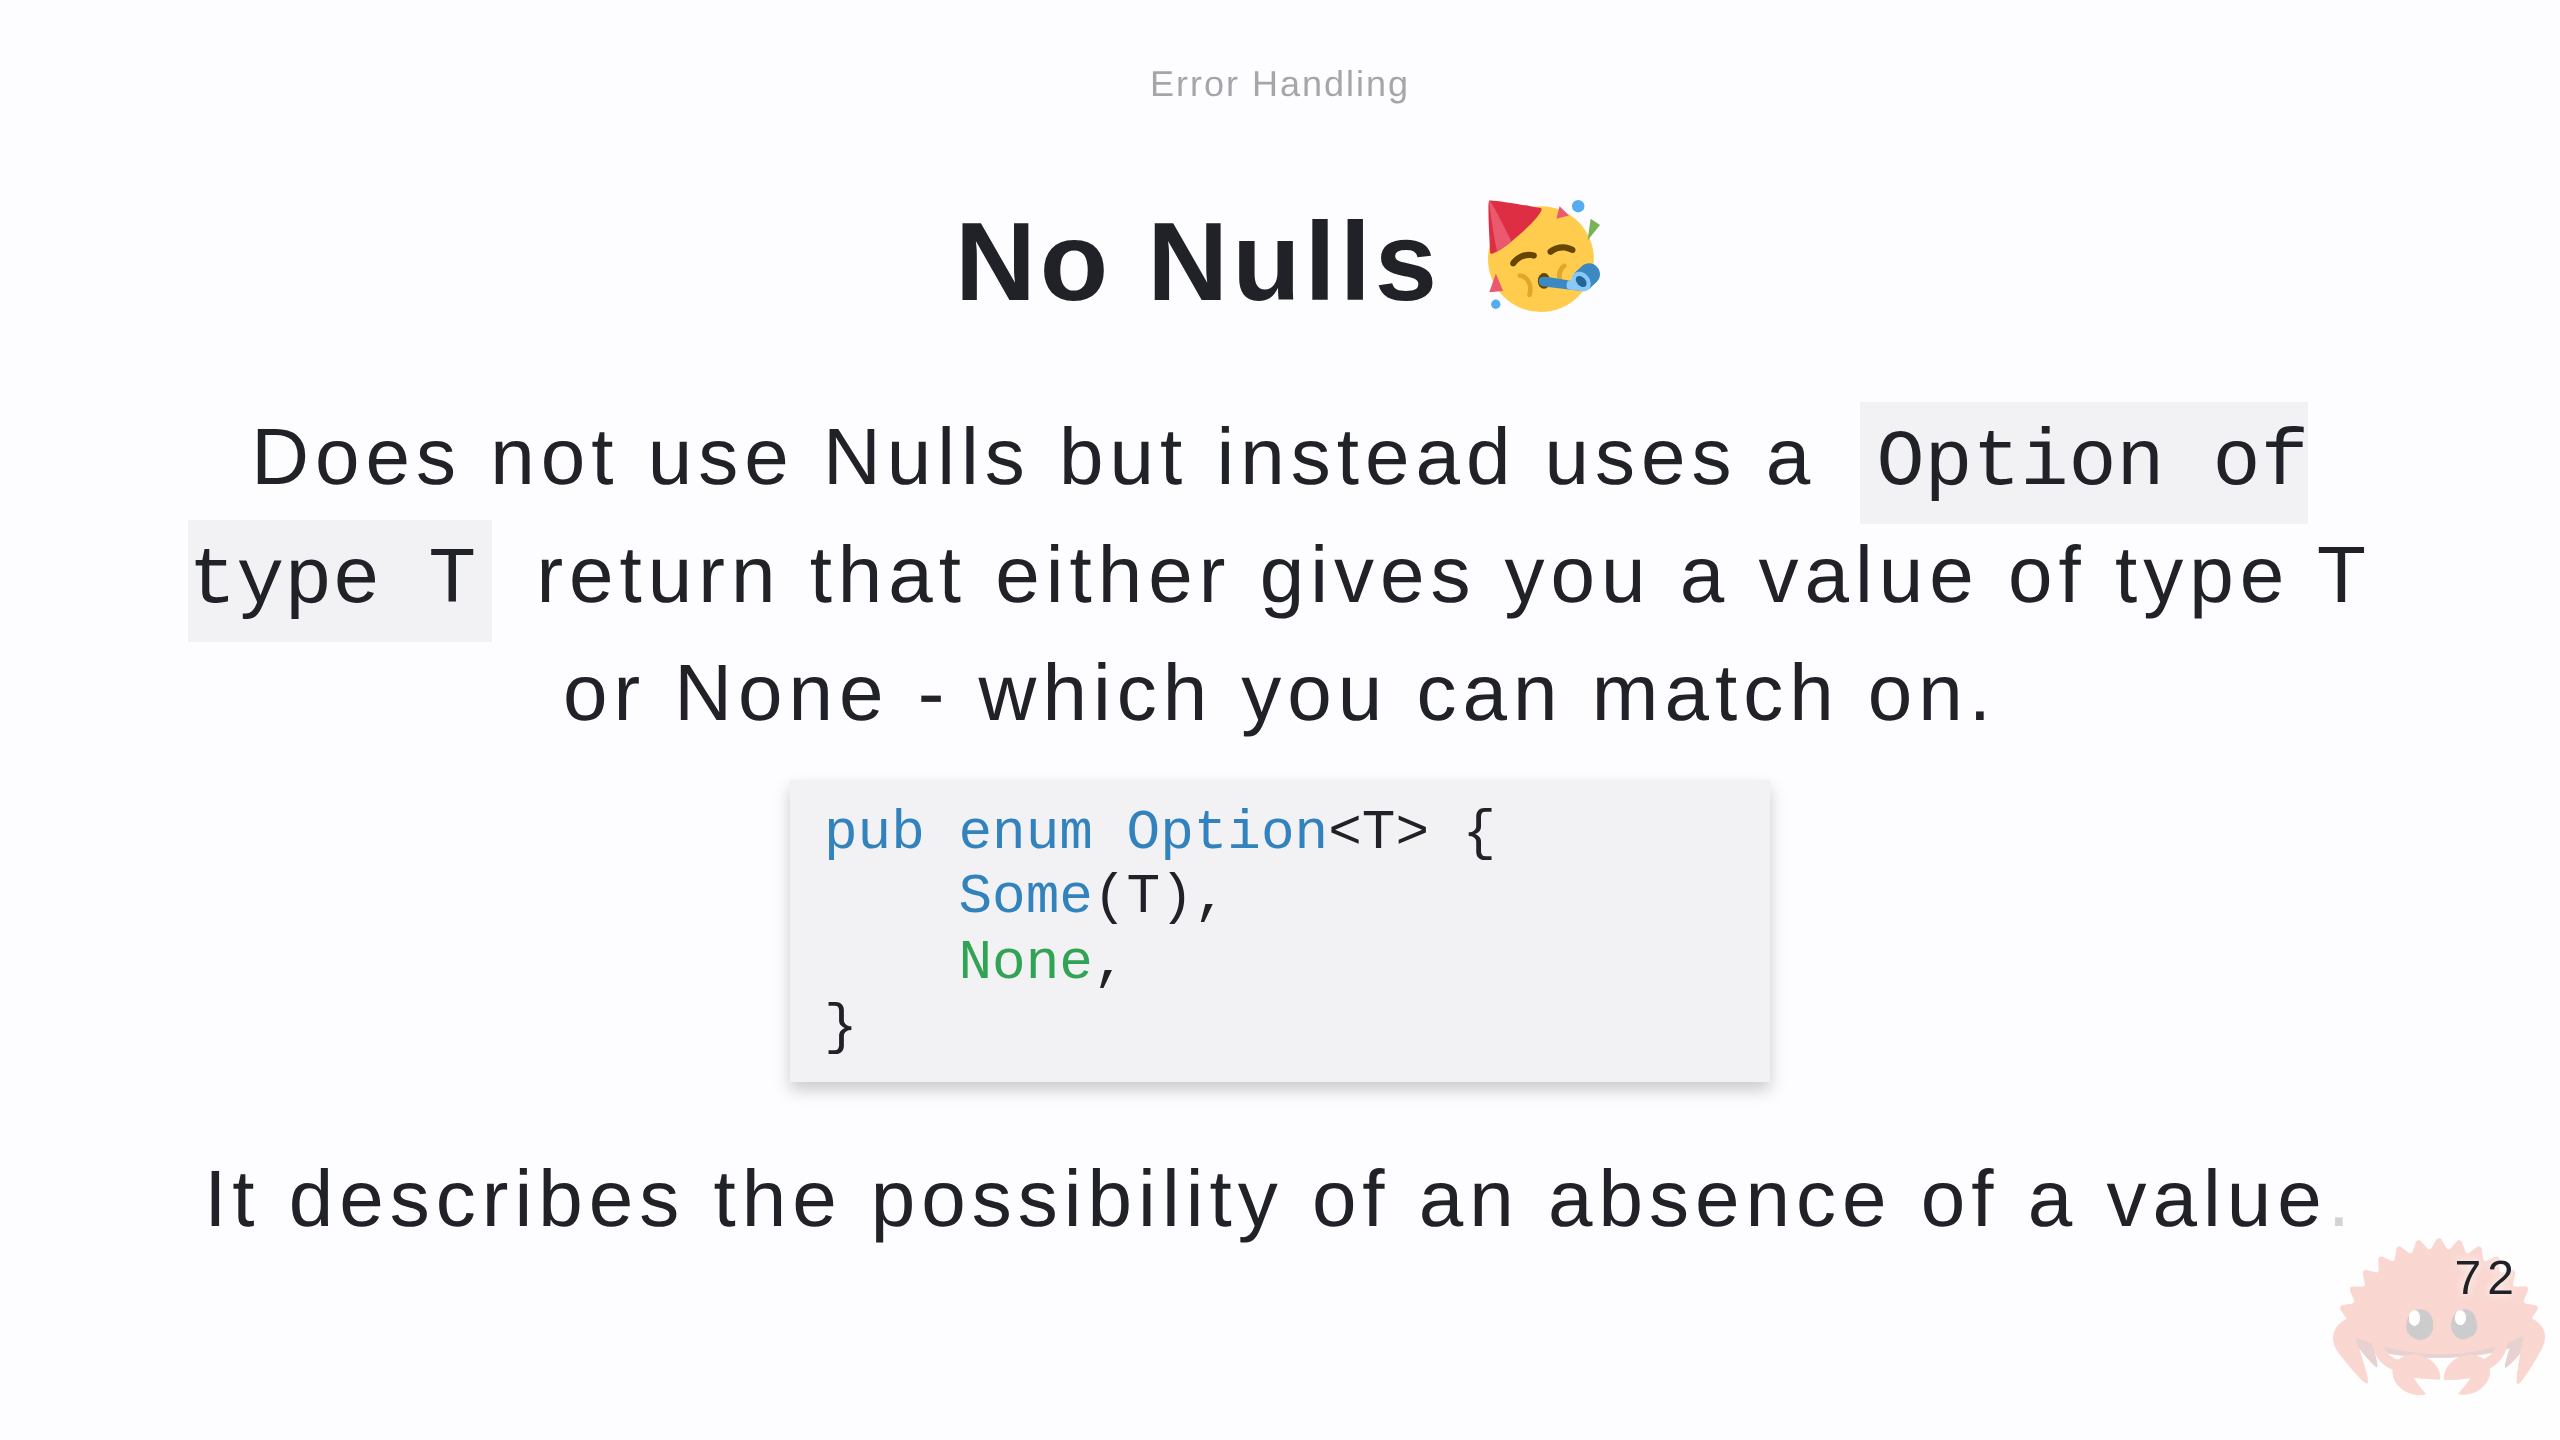 Error Handling
No Nulls 🥳
Does not use Nulls but instead uses a Option of
type T return that either gives you a value of type T
or None - which you can match on.
pub enum Option<T> {
    Some(T),
    None,
}
It describes the possibility of an absence of a value.
72